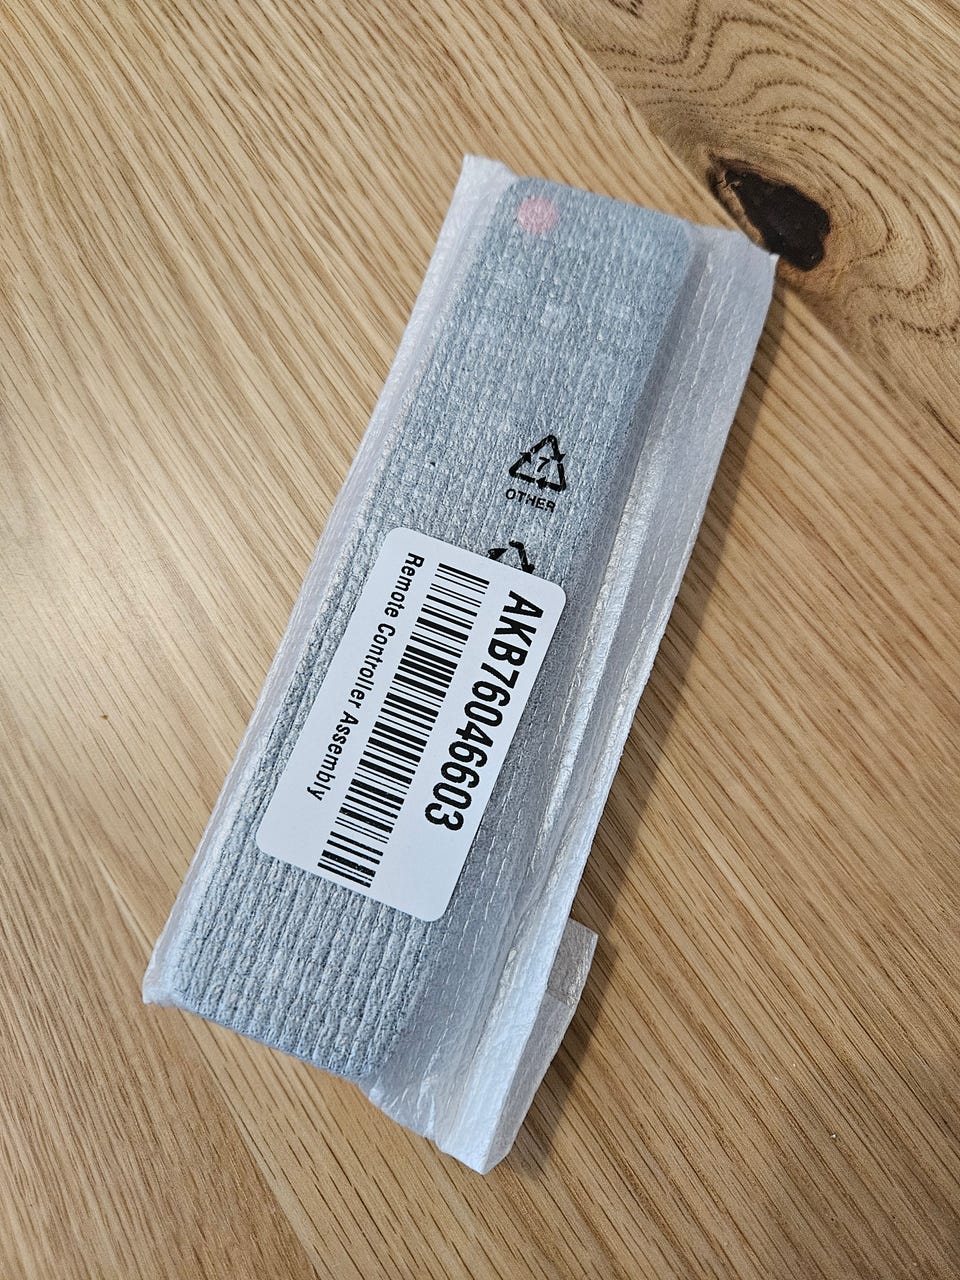 7
OTHER
AKB76046603
Remote Controller Assembly